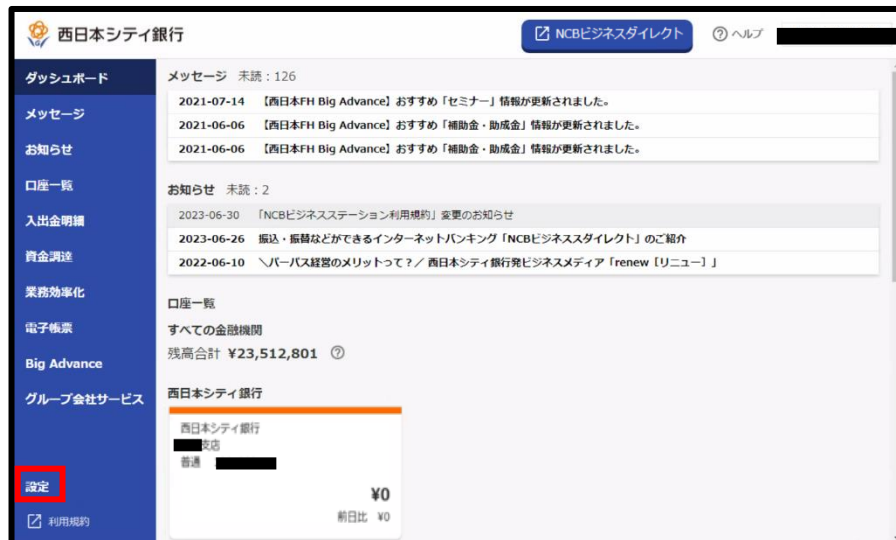 西日本シティ銀行
NCBビジネスダイレクト
ヘルプ
ダッシュボード
メッセージ
お知らせ
口座一覧
入出金明細
資金調達
業務効率化
電子帳票
Big Advance
グループ会社サービス
設定
利用規約
メッセージ 未読：126
2021-07-14 【西日本FH Big Advance】おすすめ「セミナー」情報が更新されました。
2021-06-06 【西日本FH Big Advance】おすすめ「補助金・助成金」情報が更新されました。
2021-06-06 【西日本FH Big Advance】おすすめ「補助金・助成金」情報が更新されました。
お知らせ 未読：2
2023-06-30 「NCBビジネスステーション利用規約」変更のお知らせ
2023-06-26 振込・振替などができるインターネットバンキング「NCBビジネスダイレクト」のご紹介
2022-06-10 ＼パーパス経営のメリットって？／ 西日本シティ銀行発ビジネスメディア「renew［リニュー］」
口座一覧
すべての金融機関
残高合計 ¥23,512,801
西日本シティ銀行
西日本シティ銀行
支店
普通
¥0
前日比 ¥0